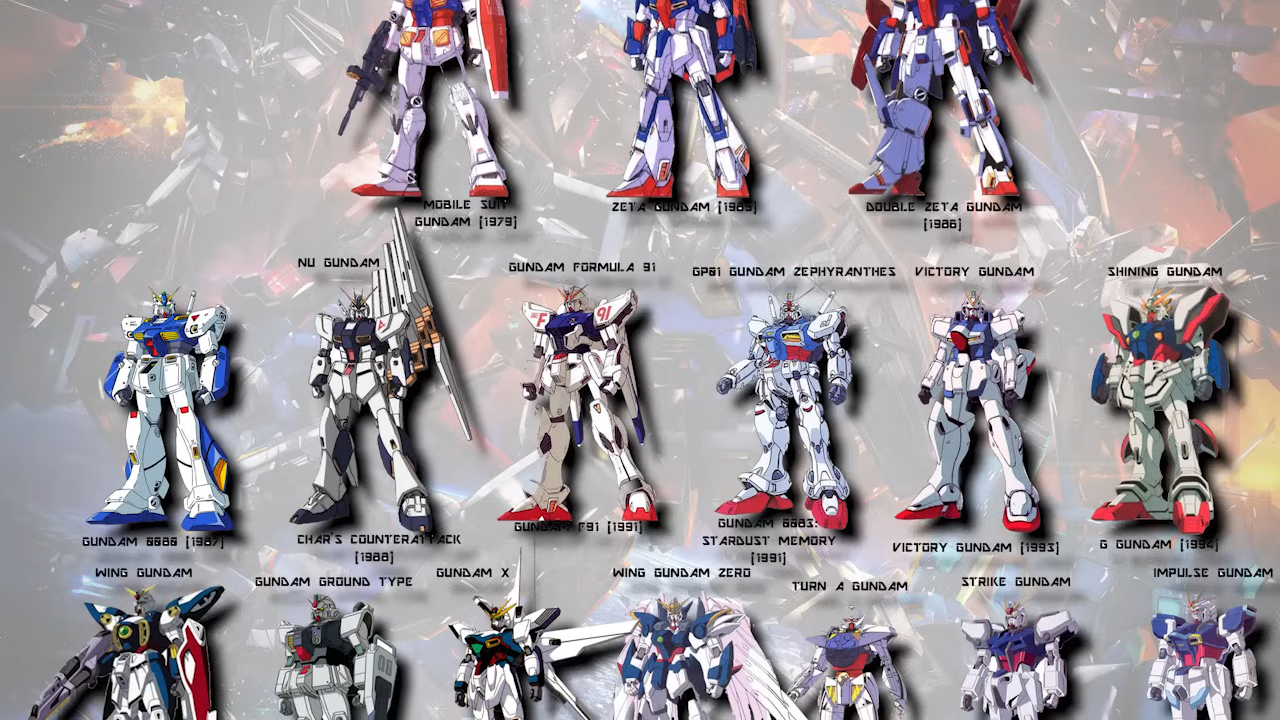 MOBILE SUIT
GUNDAM [1979]
ZETA GUNDAM [1985]
DOUBLE ZETA GUNDAM
[1986]
NU GUNDAM
GUNDAM FORMULA 91
GP01 GUNDAM ZEPHYRANTHES
VICTORY GUNDAM
SHINING GUNDAM
F
91
GUNDAM 0080 [1987]
CHAR'S COUNTERATTACK
[1988]
GUNDAM F91 [1991]
GUNDAM 0083:
STARDUST MEMORY
[1991]
VICTORY GUNDAM [1993]
G GUNDAM [1994]
WING GUNDAM
GUNDAM GROUND TYPE
GUNDAM X
WING GUNDAM ZERO
TURN A GUNDAM
STRIKE GUNDAM
IMPULSE GUNDAM